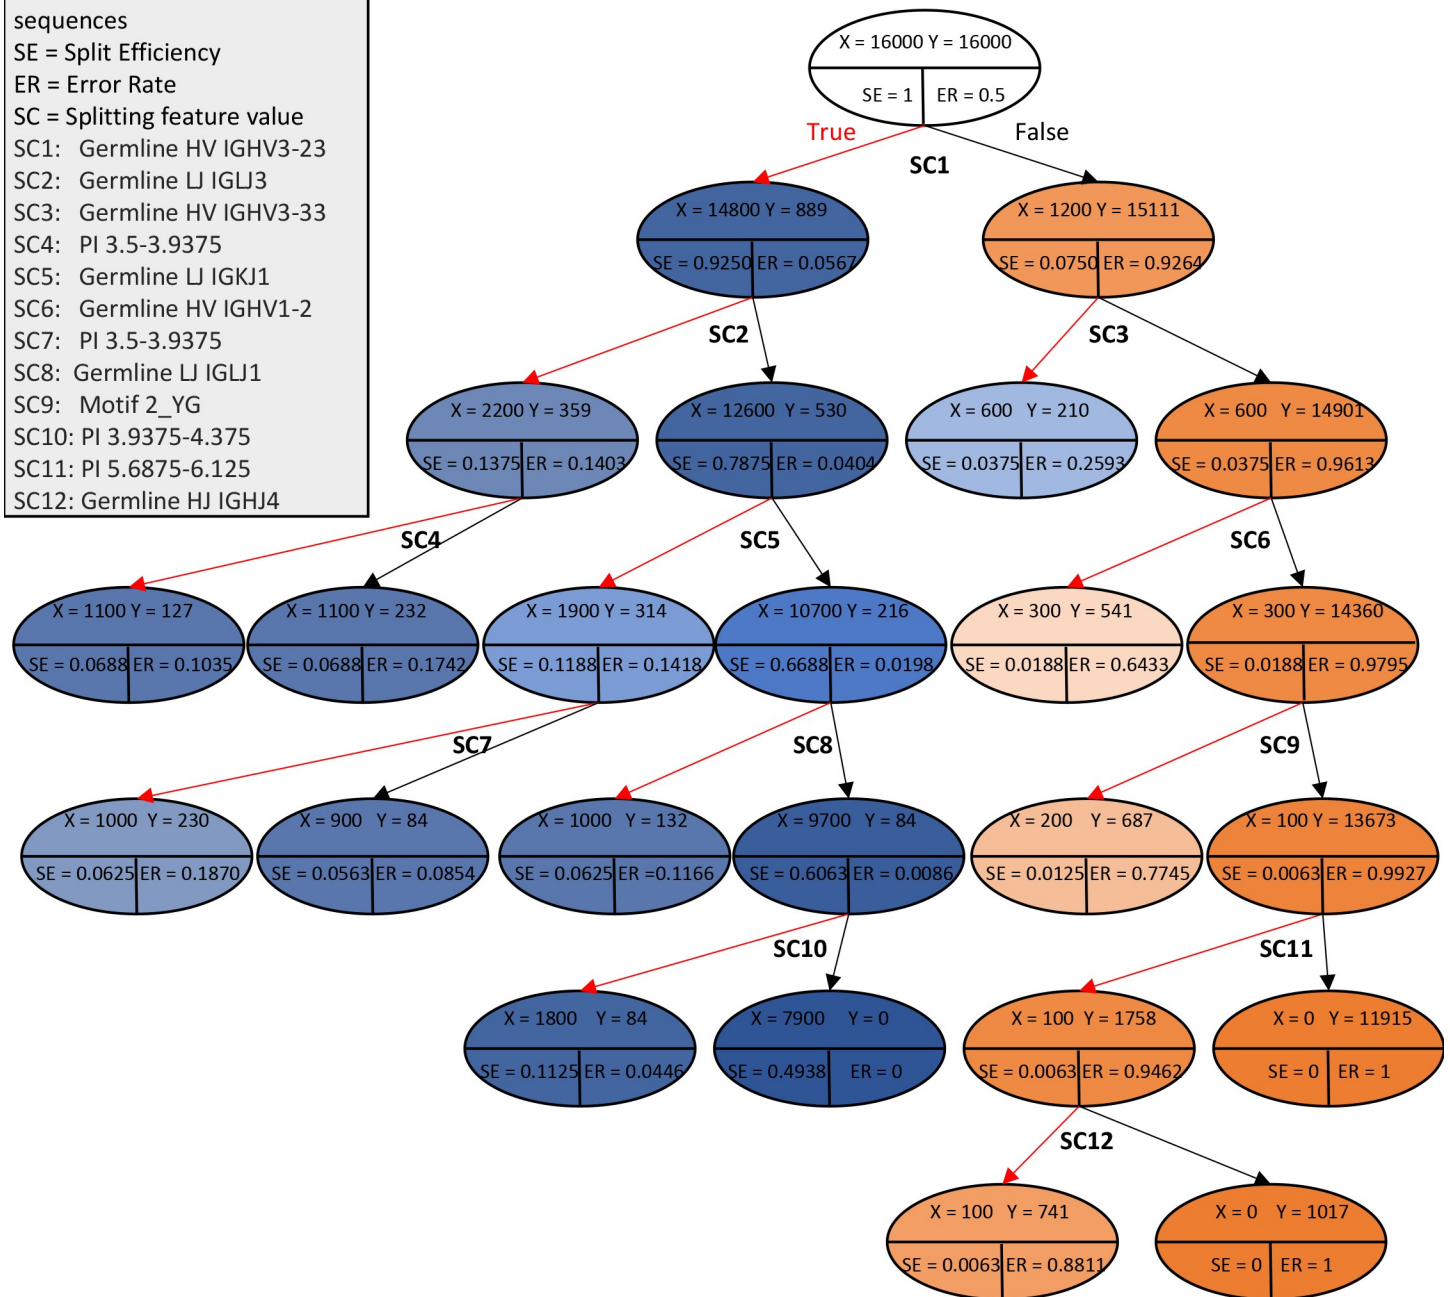 sequences
SE = Split Efficiency
ER = Error Rate
SC = Splitting feature value
SC1: Germline HV IGHV3-23
SC2: Germline LJ IGLJ3
SC3: Germline HV IGHV3-33
SC4: PI 3.5-3.9375
SC5: Germline LJ IGKJ1
SC6: Germline HV IGHV1-2
SC7: PI 3.5-3.9375
SC8: Germline LJ IGLJ1
SC9: Motif 2_YG
SC10: PI 3.9375-4.375
SC11: PI 5.6875-6.125
SC12: Germline HJ IGHJ4
X = 16000 Y = 16000
SE = 1 ER = 0.5
True
False
SC1
X = 14800 Y = 889
SE = 0.9250 ER = 0.0567
X = 1200 Y = 15111
SE = 0.0750 ER = 0.9264
SC2
SC3
X = 2200 Y = 359
SE = 0.1375 ER = 0.1403
X = 12600 Y = 530
SE = 0.7875 ER = 0.0404
X = 600 Y = 210
SE = 0.0375 ER = 0.2593
X = 600 Y = 14901
SE = 0.0375 ER = 0.9613
SC4
SC5
SC6
X = 1100 Y = 127
SE = 0.0688 ER = 0.1035
X = 1100 Y = 232
SE = 0.0688 ER = 0.1742
X = 1900 Y = 314
SE = 0.1188 ER = 0.1418
X = 10700 Y = 216
SE = 0.6688 ER = 0.0198
X = 300 Y = 541
SE = 0.0188 ER = 0.6433
X = 300 Y = 14360
SE = 0.0188 ER = 0.9795
SC7
SC8
SC9
X = 1000 Y = 230
SE = 0.0625 ER = 0.1870
X = 900 Y = 84
SE = 0.0563 ER = 0.0854
X = 1000 Y = 132
SE = 0.0625 ER =0.1166
X = 9700 Y = 84
SE = 0.6063 ER = 0.0086
X = 200 Y = 687
SE = 0.0125 ER = 0.7745
X = 100 Y = 13673
SE = 0.0063 ER = 0.9927
SC10
SC11
X = 1800 Y = 84
SE = 0.1125 ER = 0.0446
X = 7900 Y = 0
SE = 0.4938 ER = 0
X = 100 Y = 1758
SE = 0.0063 ER = 0.9462
X = 0 Y = 11915
SE = 0 ER = 1
SC12
X = 100 Y = 741
SE = 0.0063 ER = 0.8811
X = 0 Y = 1017
SE = 0 ER = 1